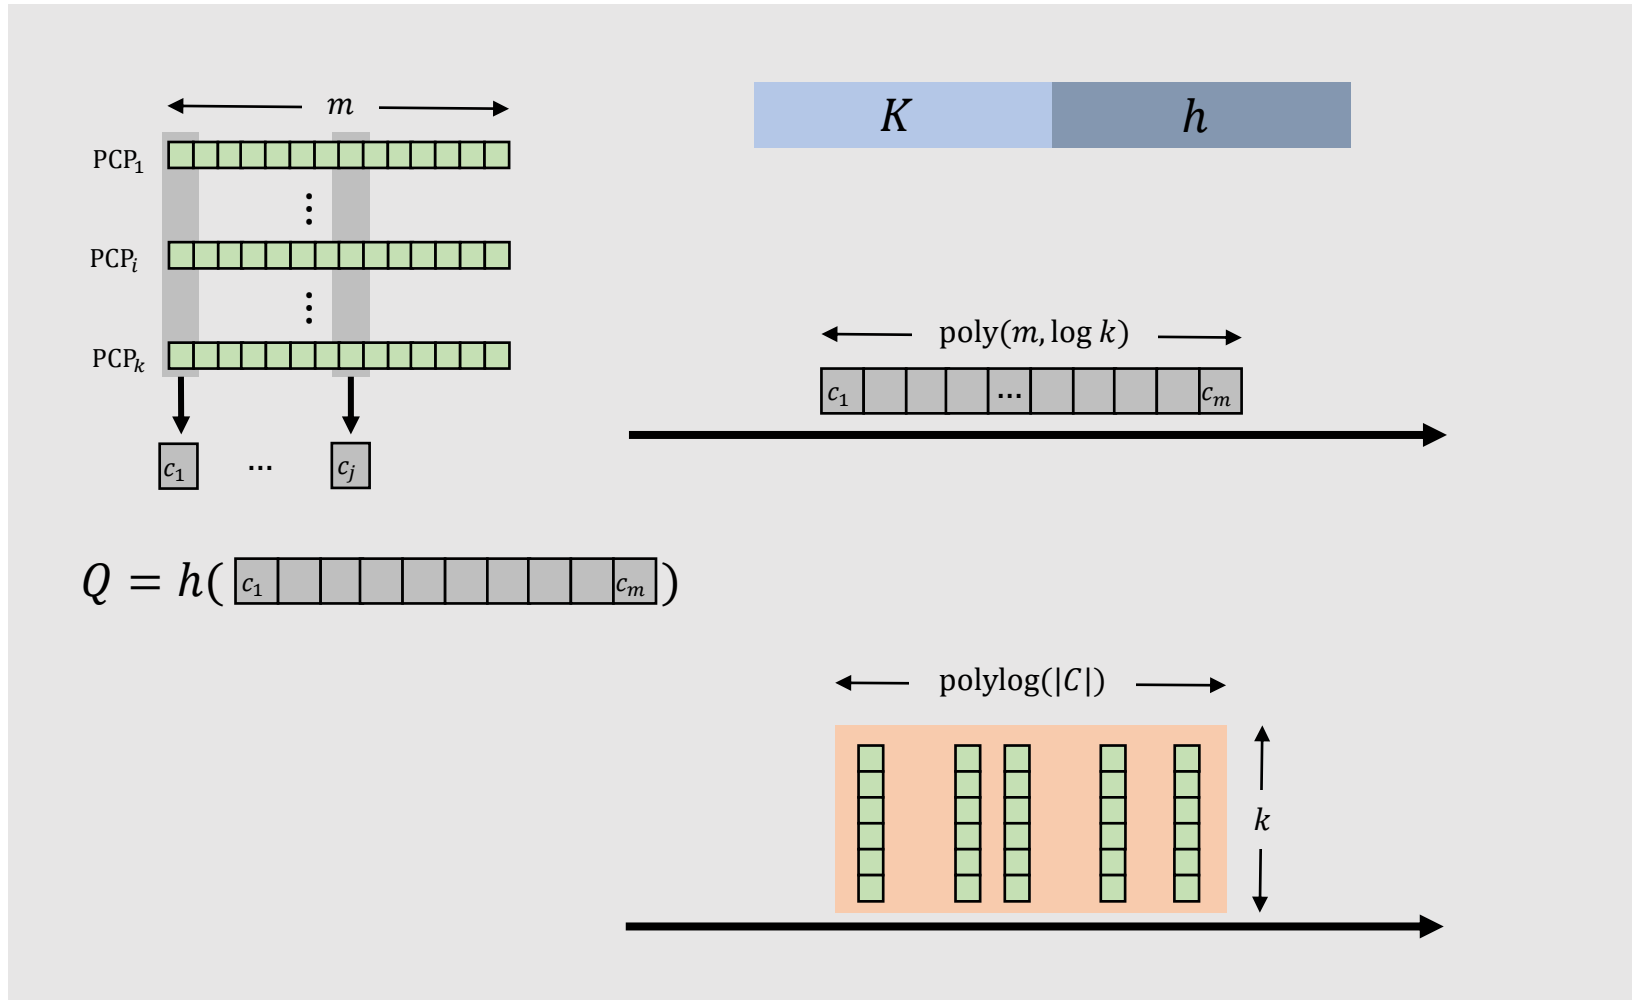 m
K h
PCP₁
⋮
PCPᵢ
⋮
PCPₖ
poly(m, log k)
c₁ ... cₘ
c₁ ... cⱼ
Q = h( c₁ cₘ )
polylog(|C|)
k